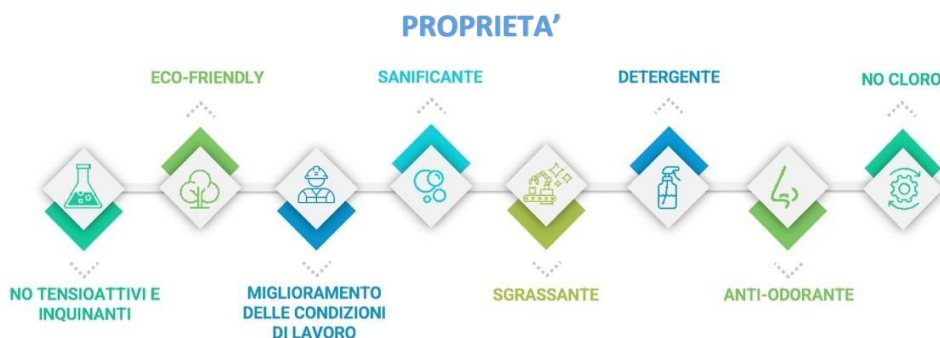 PROPRIETA’
ECO-FRIENDLY
SANIFICANTE
DETERGENTE
NO CLORO
NO TENSIOATTIVI E
INQUINANTI
MIGLIORAMENTO
DELLE CONDIZIONI
DI LAVORO
SGRASSANTE
ANTI-ODORANTE